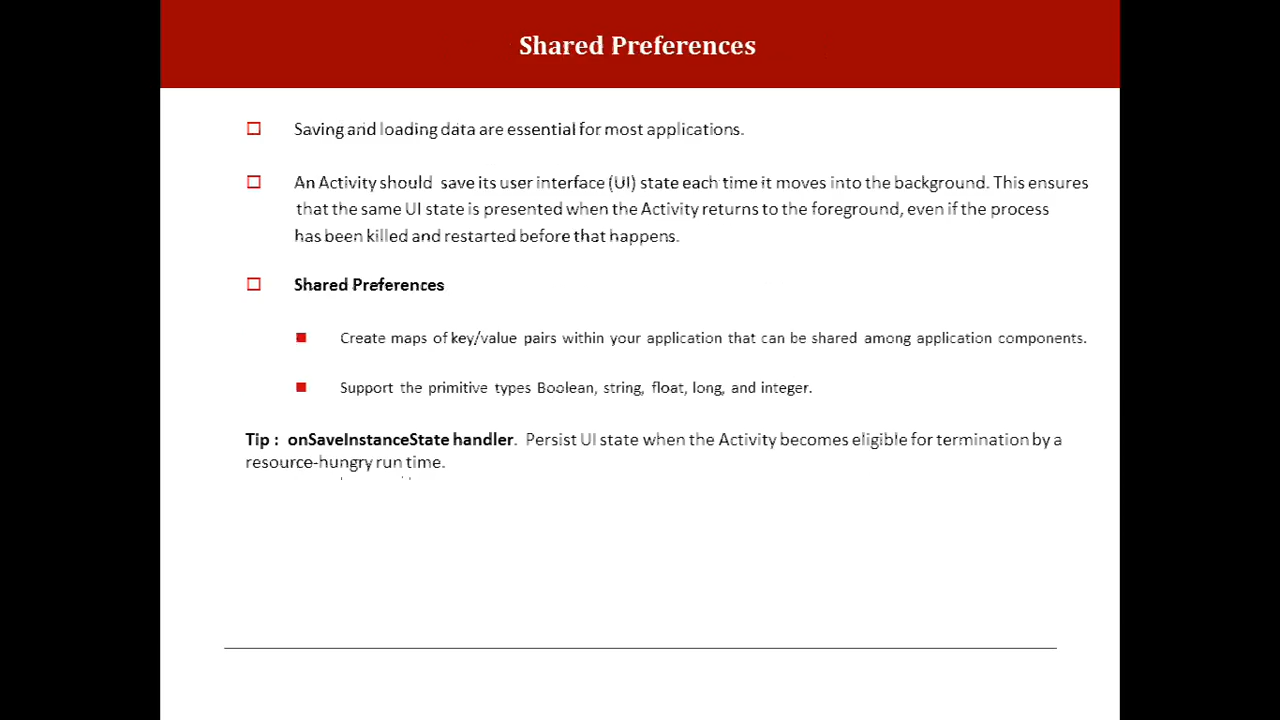 Shared Preferences
Saving and loading data are essential for most applications.
An Activity should save its user interface (UI) state each time it moves into the background. This ensures
that the same UI state is presented when the Activity returns to the foreground, even if the process
has been killed and restarted before that happens.
Shared Preferences
Create maps of key/value pairs within your application that can be shared among application components.
Support the primitive types Boolean, string, float, long, and integer.
Tip : onSaveInstanceState handler. Persist UI state when the Activity becomes eligible for termination by a
resource-hungry run time.